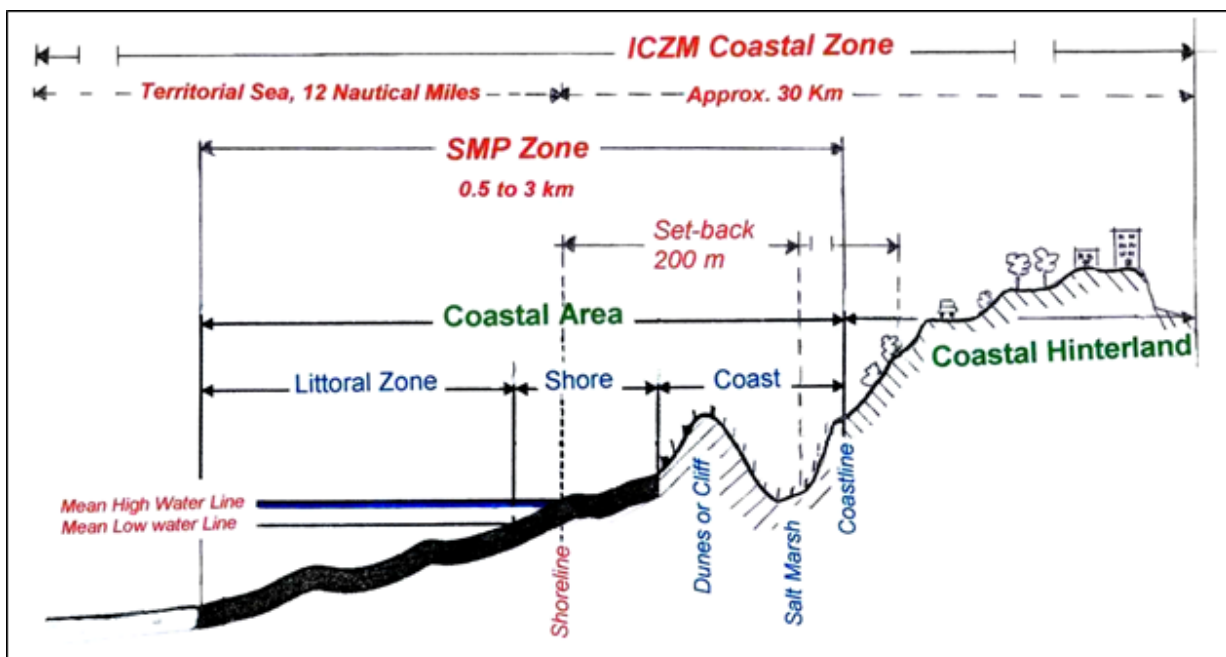 ICZM Coastal Zone
Territorial Sea, 12 Nautical Miles
Approx. 30 Km
SMP Zone
0.5 to 3 km
Set-back
200 m
Coastal Area
Coastal Hinterland
Littoral Zone
Shore
Coast
Mean High Water Line
Mean Low water Line
Shoreline
Dunes or Cliff
Salt Marsh
Coastline